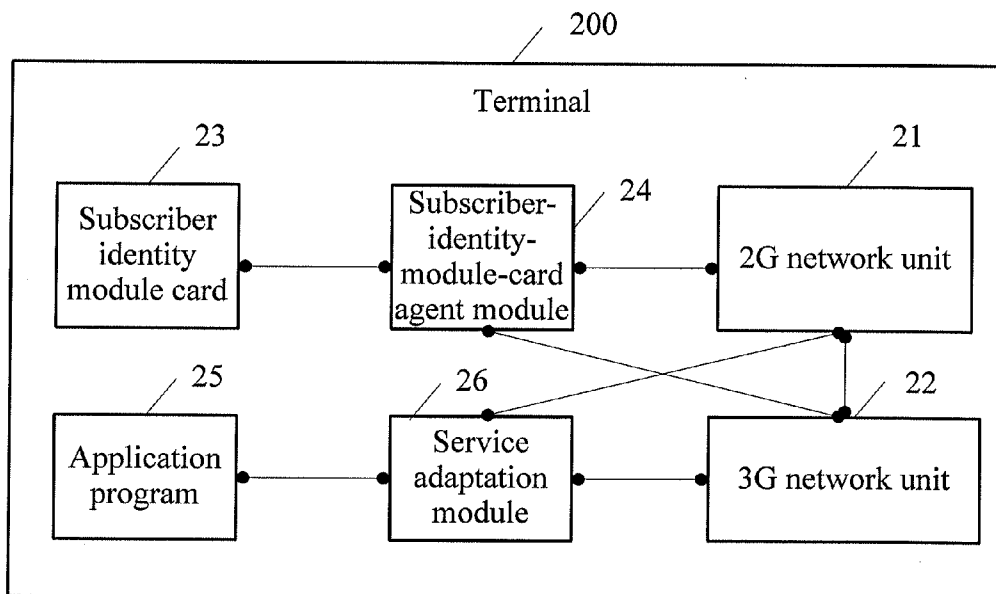 200
Terminal
23
21
24
Subscriber
identity
module card
Subscriber-
identity-
module-card
agent module
2G network unit
25
26
22
Application
program
Service
adaptation
module
3G network unit